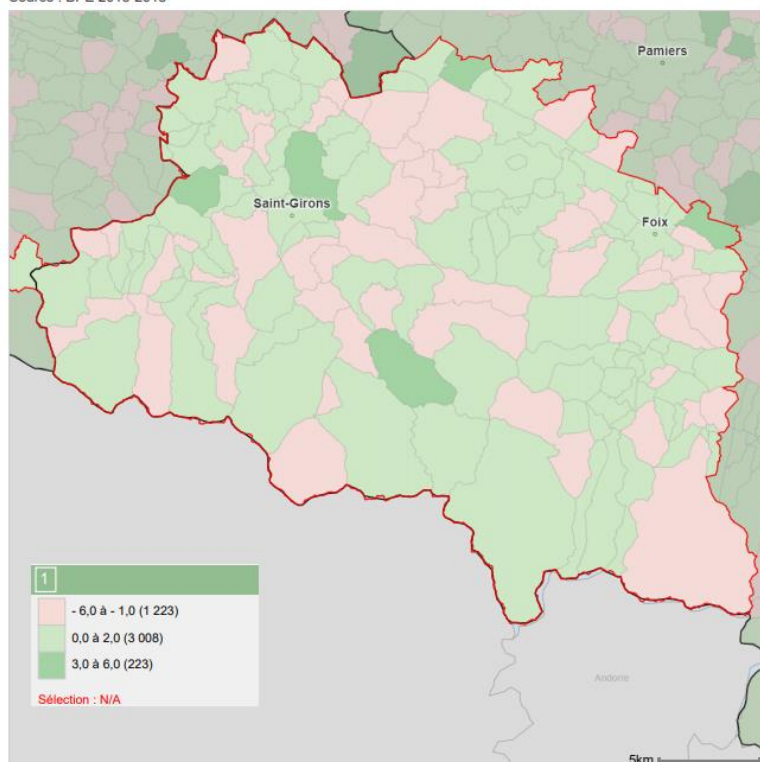 Pamiers
Saint-Girons
Foix
1
- 6,0 à - 1,0 (1 223)
0,0 à 2,0 (3 008)
3,0 à 6,0 (223)
Sélection : N/A
Andorre
5km